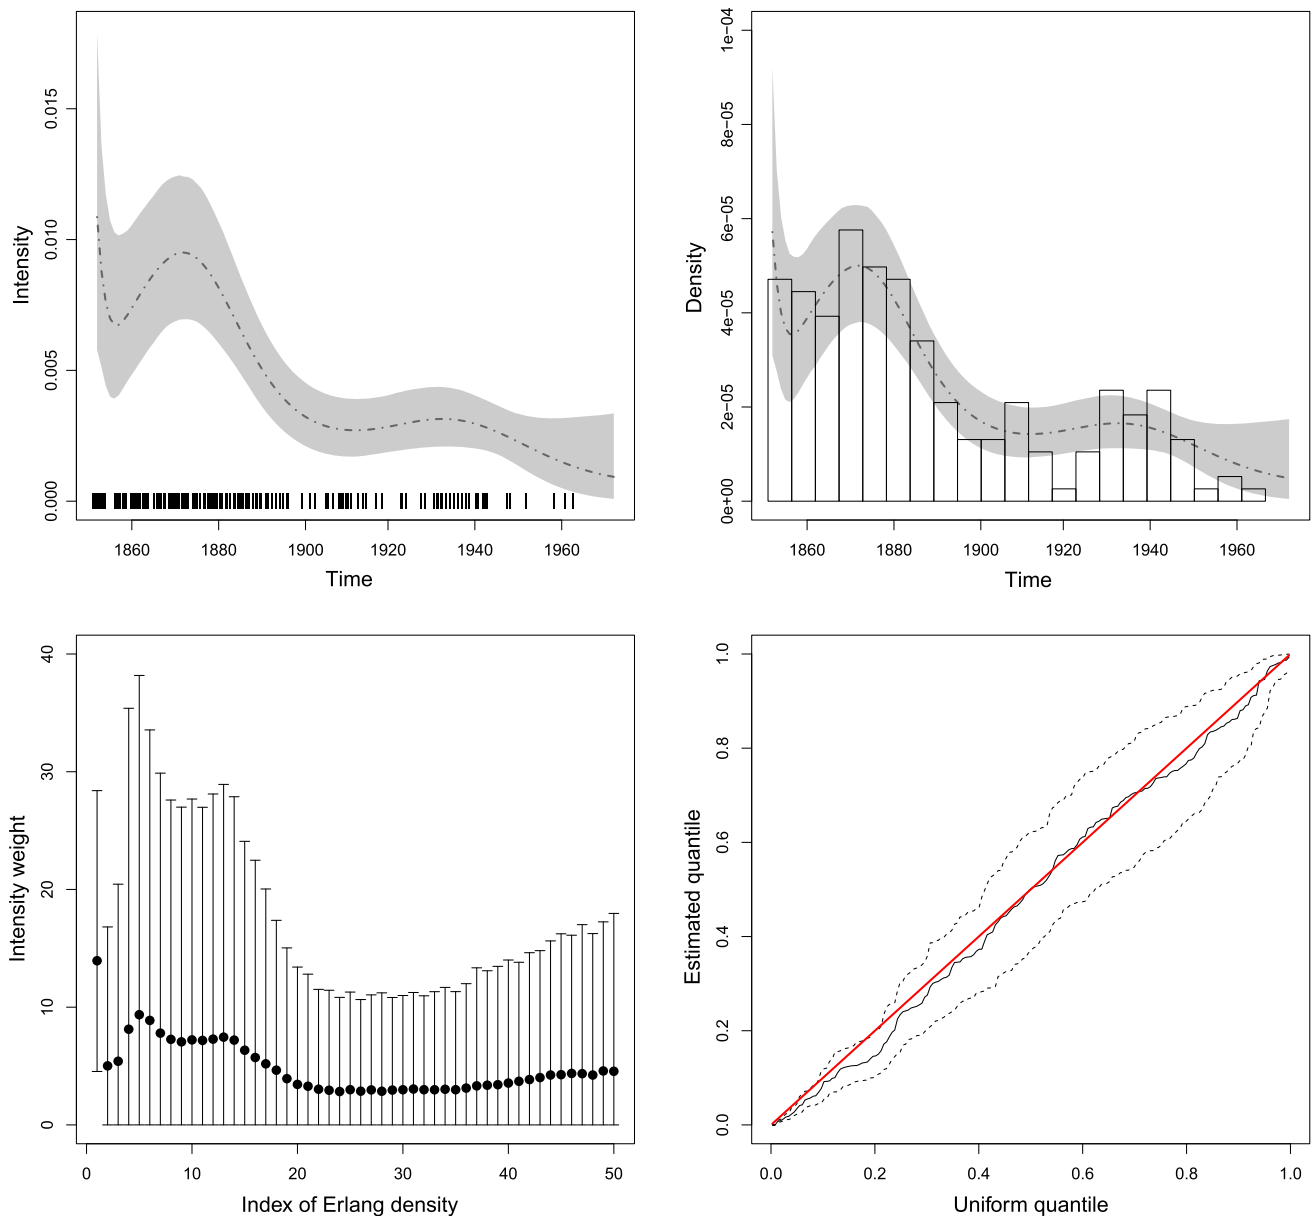 0.015
0.010
0.005
0.000
Intensity
1860 1880 1900 1920 1940 1960
Time
1e−04
8e−05
6e−05
4e−05
2e−05
0e+00
Density
1860 1880 1900 1920 1940 1960
Time
40
30
20
10
0
Intensity weight
0 10 20 30 40 50
Index of Erlang density
1.0
0.8
0.6
0.4
0.2
0.0
Estimated quantile
0.0 0.2 0.4 0.6 0.8 1.0
Uniform quantile